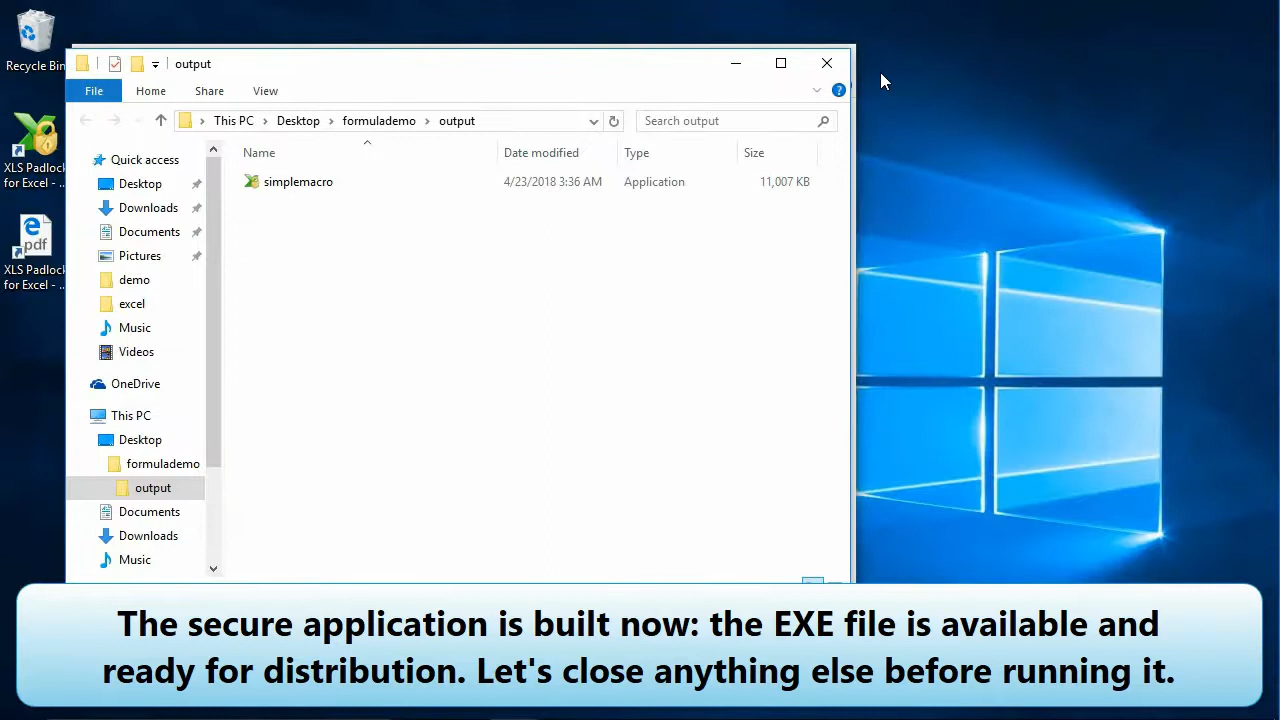 Recycle Bin
output
File
Home
Share
View
This PC
Desktop
formulademo
output
Search output
Name
Date modified
Type
Size
simplemacro
4/23/2018 3:36 AM
Application
11,007 KB
XLS Padlock
for Excel - ...
pdf
XLS Padlock
for Excel - ...
Quick access
Desktop
Downloads
Documents
Pictures
demo
excel
Music
Videos
OneDrive
This PC
Desktop
formulademo
output
Documents
Downloads
Music
The secure application is built now: the EXE file is available and
ready for distribution. Let's close anything else before running it.